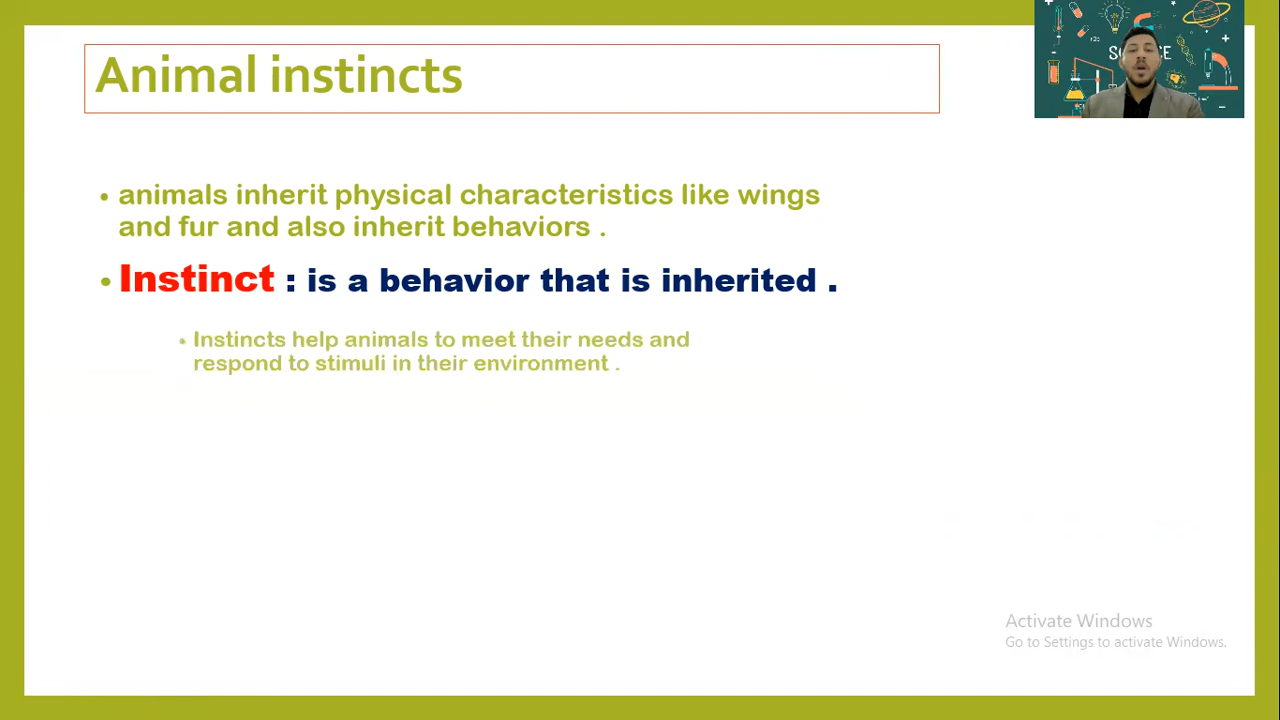 Animal instincts
• animals inherit physical characteristics like wings
and fur and also inherit behaviors .
• Instinct : is a behavior that is inherited .
• Instincts help animals to meet their needs and
respond to stimuli in their environment .
Activate Windows
Go to Settings to activate Windows.